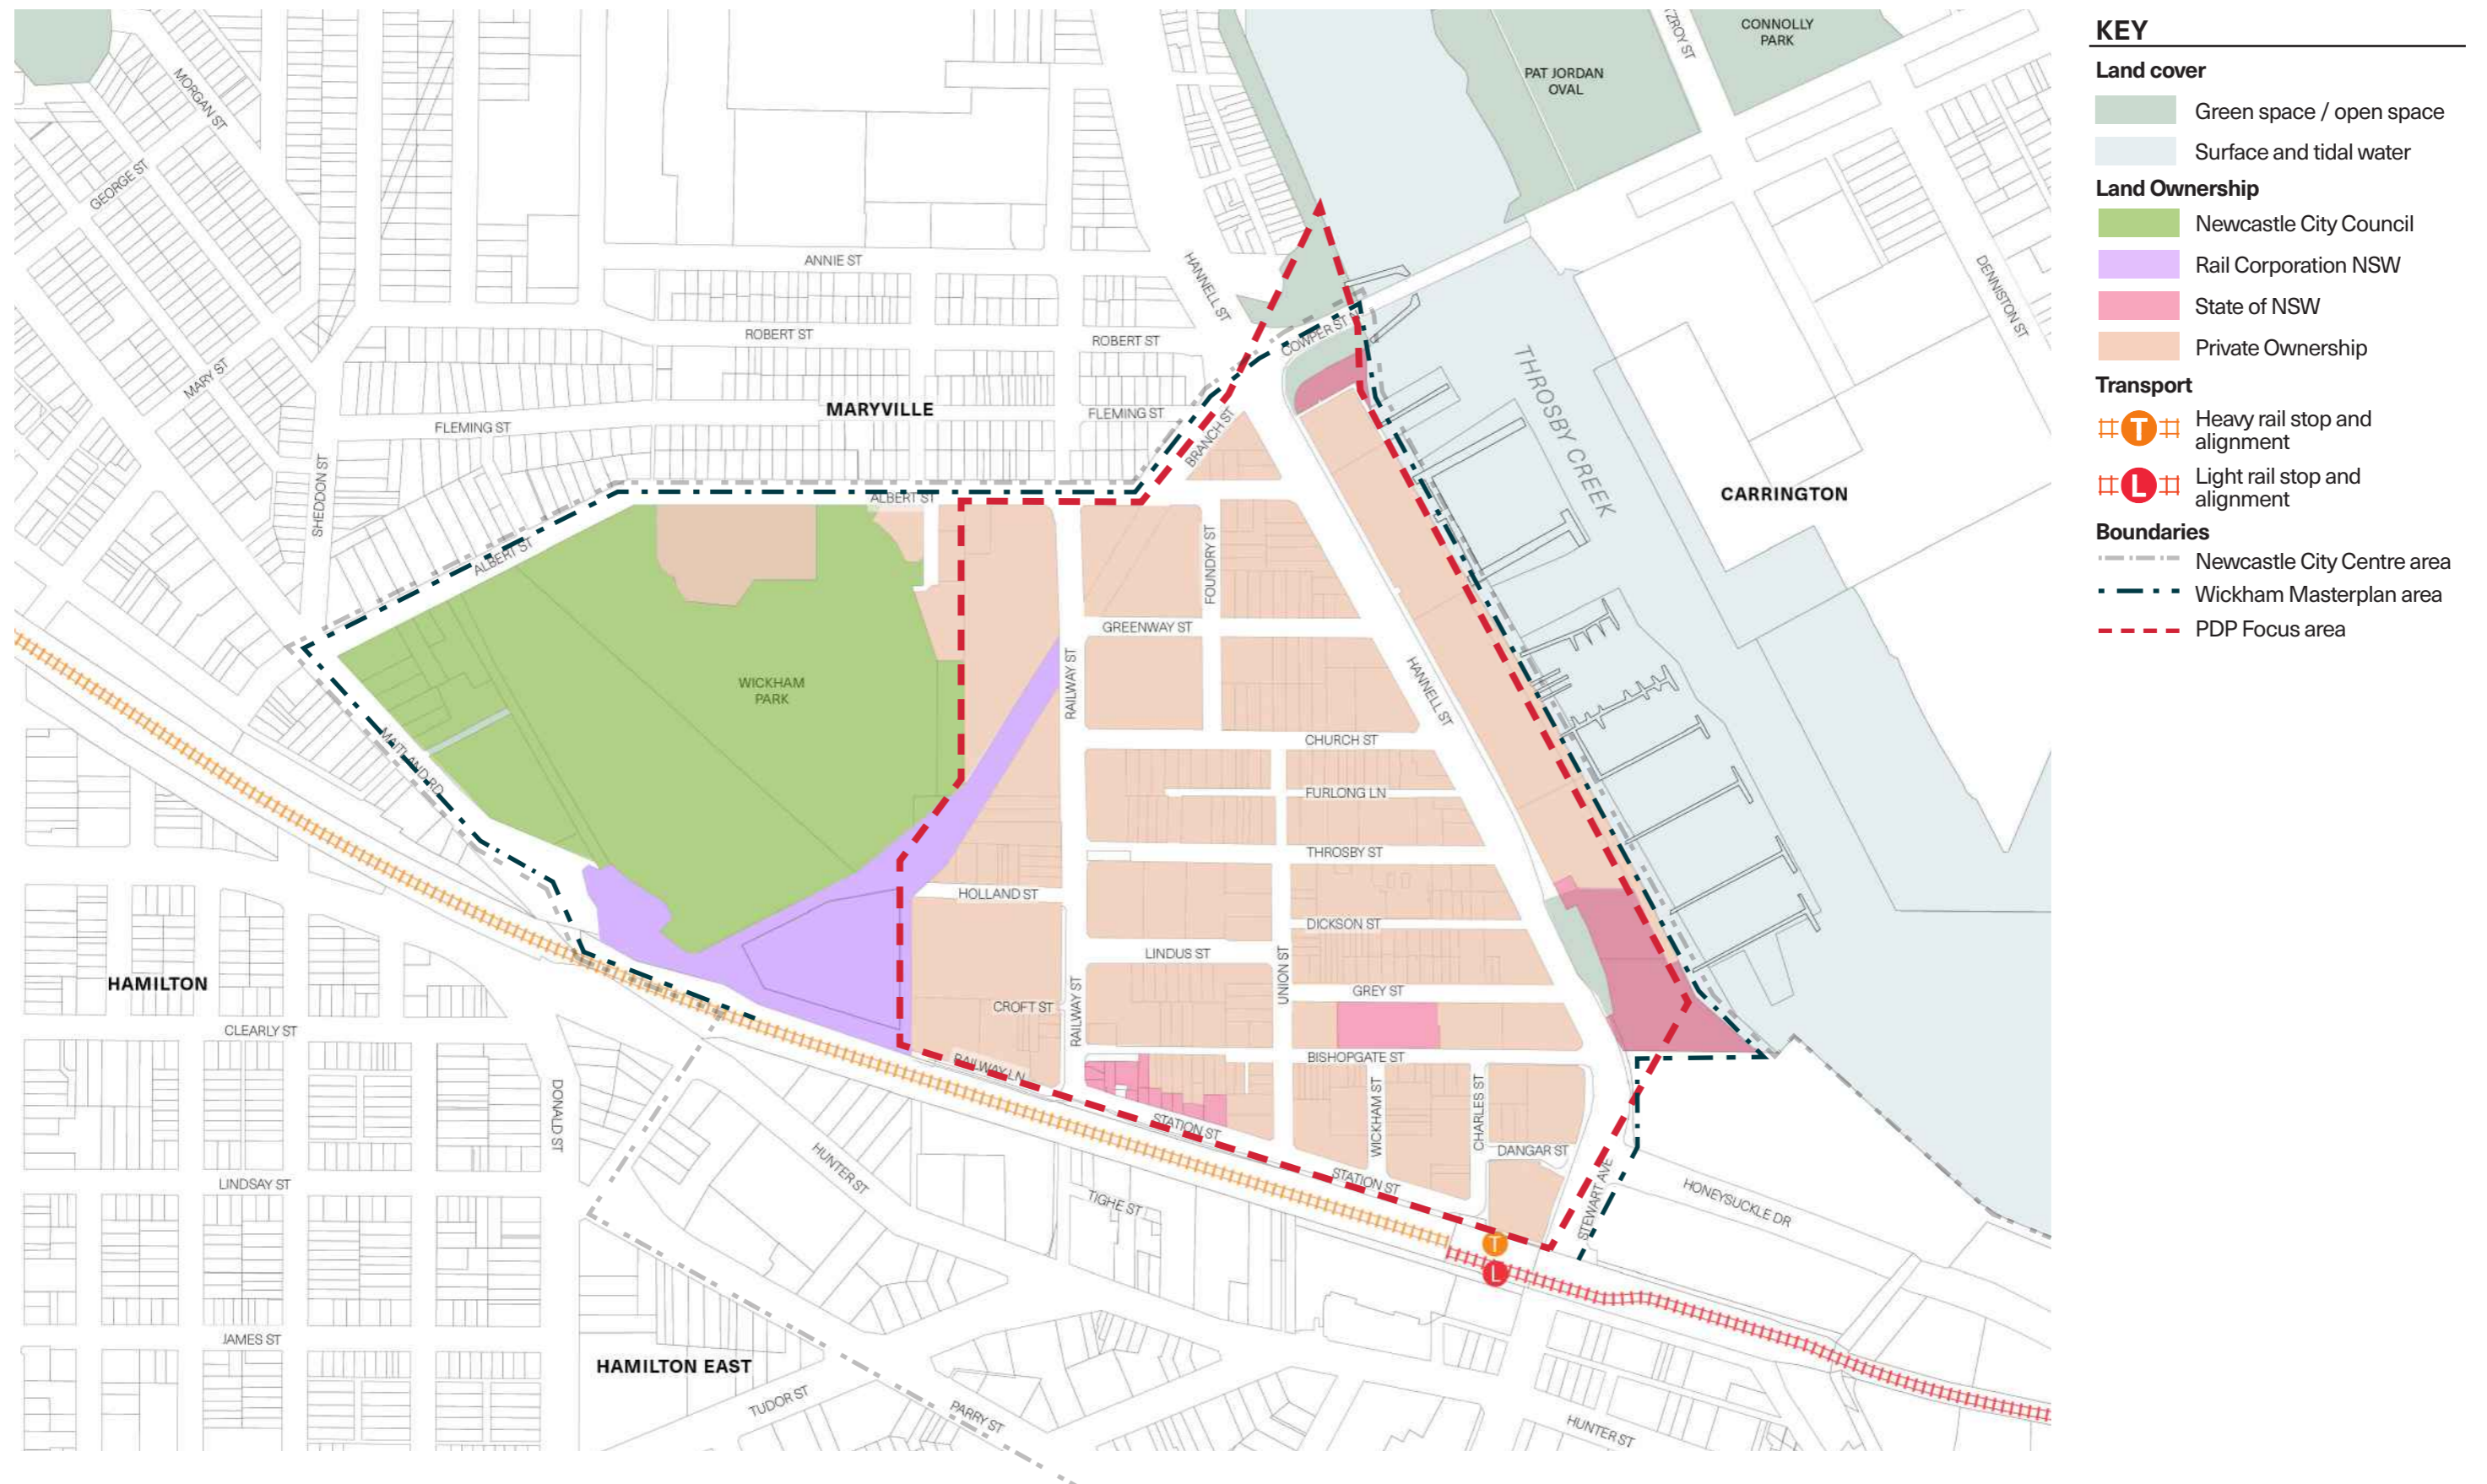 CONNOLLY
PARK
PAT JORDAN
OVAL
MORGAN ST
GEORGE ST
ANNIE ST
HANNELL ST
DENNISTON ST
ROBERT ST
ROBERT ST
COWPER ST N
MARY ST
MARYVILLE
FLEMING ST
FLEMING ST
BRANCH ST
THROSBY CREEK
SHEDDON ST
ALBERT ST
ALBERT ST
CARRINGTON
FOUNDRY ST
GREENWAY ST
WICKHAM
PARK
RAILWAY ST
HANNELL ST
CHURCH ST
MAITLAND RD
FURLONG LN
THROSBY ST
HOLLAND ST
DICKSON ST
LINDUS ST
UNION ST
HAMILTON
GREY ST
CROFT ST
RAILWAY ST
CLEARLY ST
BISHOPGATE ST
RAILWAY LN
DONALD ST
STATION ST
WICKHAM ST
CHARLES ST
DANGAR ST
HUNTER ST
LINDSAY ST
STATION ST
TIGHE ST
STEWART AVE
HONEYSUCKLE DR
T
L
JAMES ST
HAMILTON EAST
TUDOR ST
PARRY ST
HUNTER ST
KEY
Land cover
Green space / open space
Surface and tidal water
Land Ownership
Newcastle City Council
Rail Corporation NSW
State of NSW
Private Ownership
Transport
T
Heavy rail stop and
alignment
L
Light rail stop and
alignment
Boundaries
Newcastle City Centre area
Wickham Masterplan area
PDP Focus area